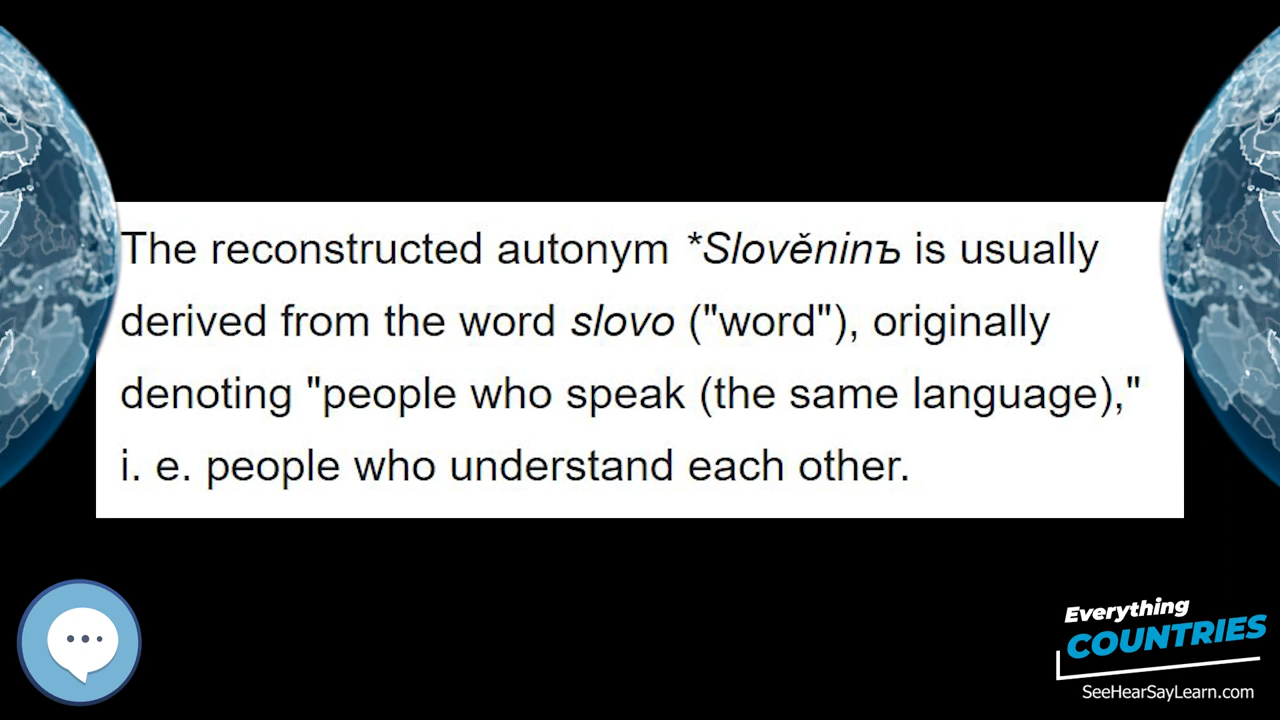 The reconstructed autonym *Slověninъ is usually
derived from the word slovo ("word"), originally
denoting "people who speak (the same language),"
i. e. people who understand each other.
Everything
COUNTRIES
SeeHearSayLearn.com